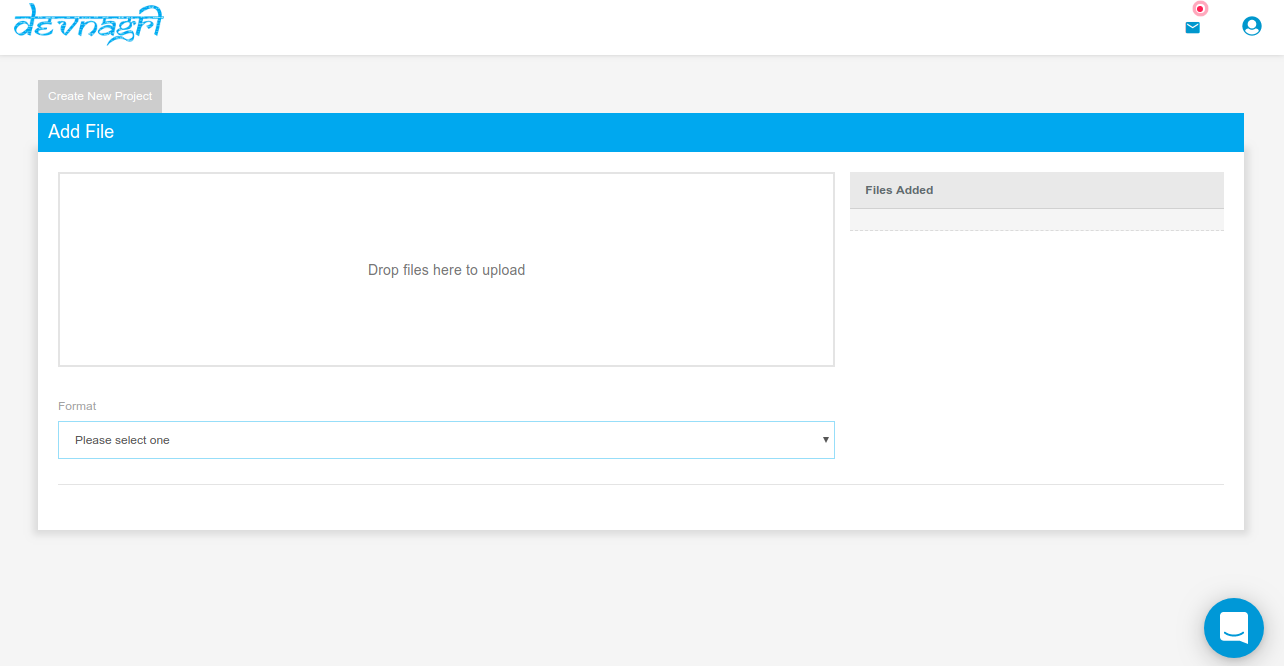 devnagri
Create New Project
Add File
Drop files here to upload
Files Added
Format
Please select one